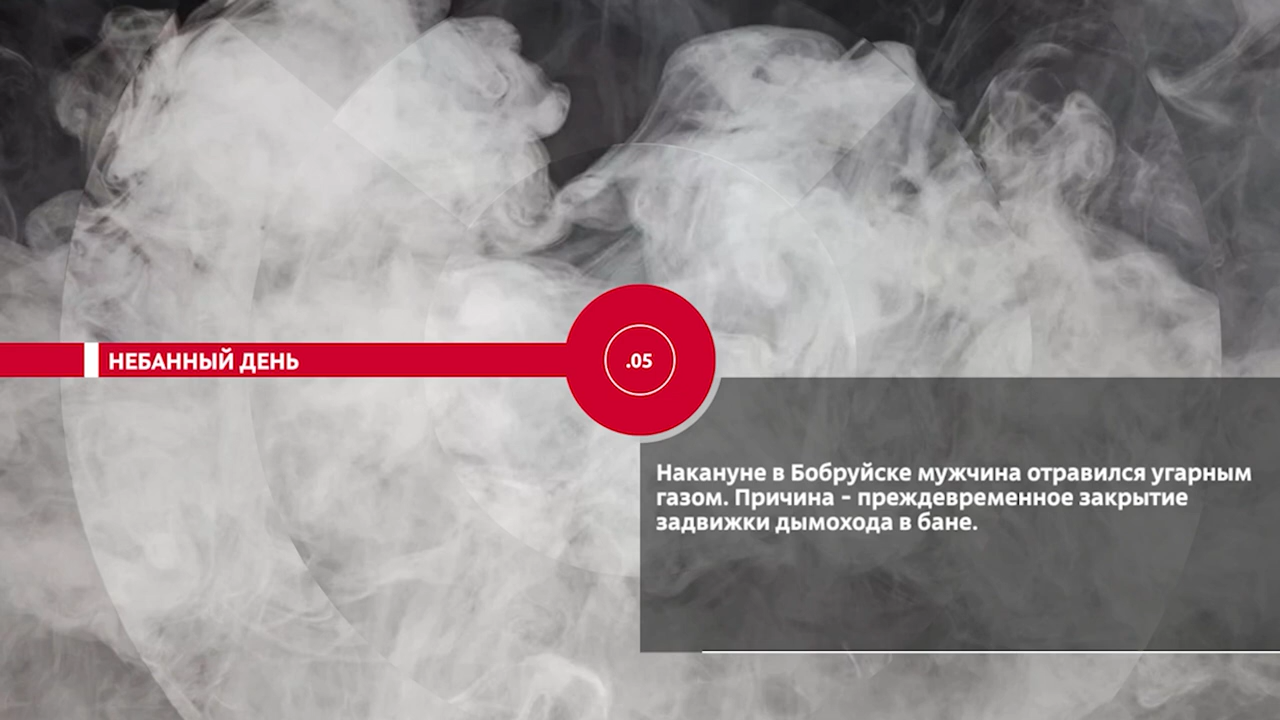 НЕБАННЫЙ ДЕНЬ
.05
Накануне в Бобруйске мужчина отравился угарным
газом. Причина - преждевременное закрытие
задвижки дымохода в бане.